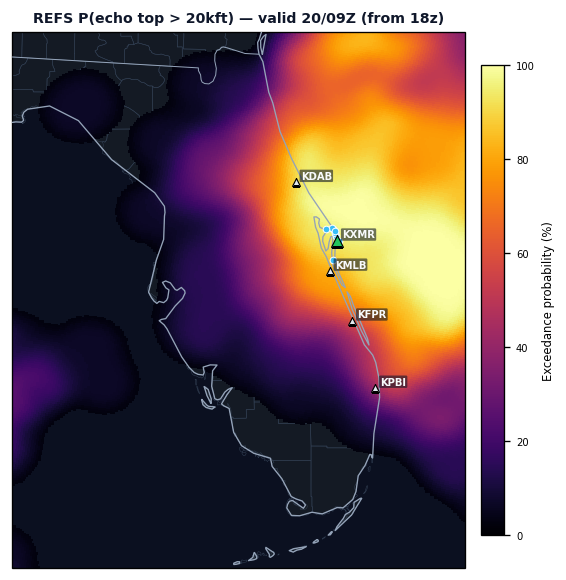 REFS P(echo top > 20kft) — valid 20/09Z (from 18z)
KDAB
KXMR
KMLB
KFPR
KPBI
100
80
60
40
20
0
Exceedance probability (%)